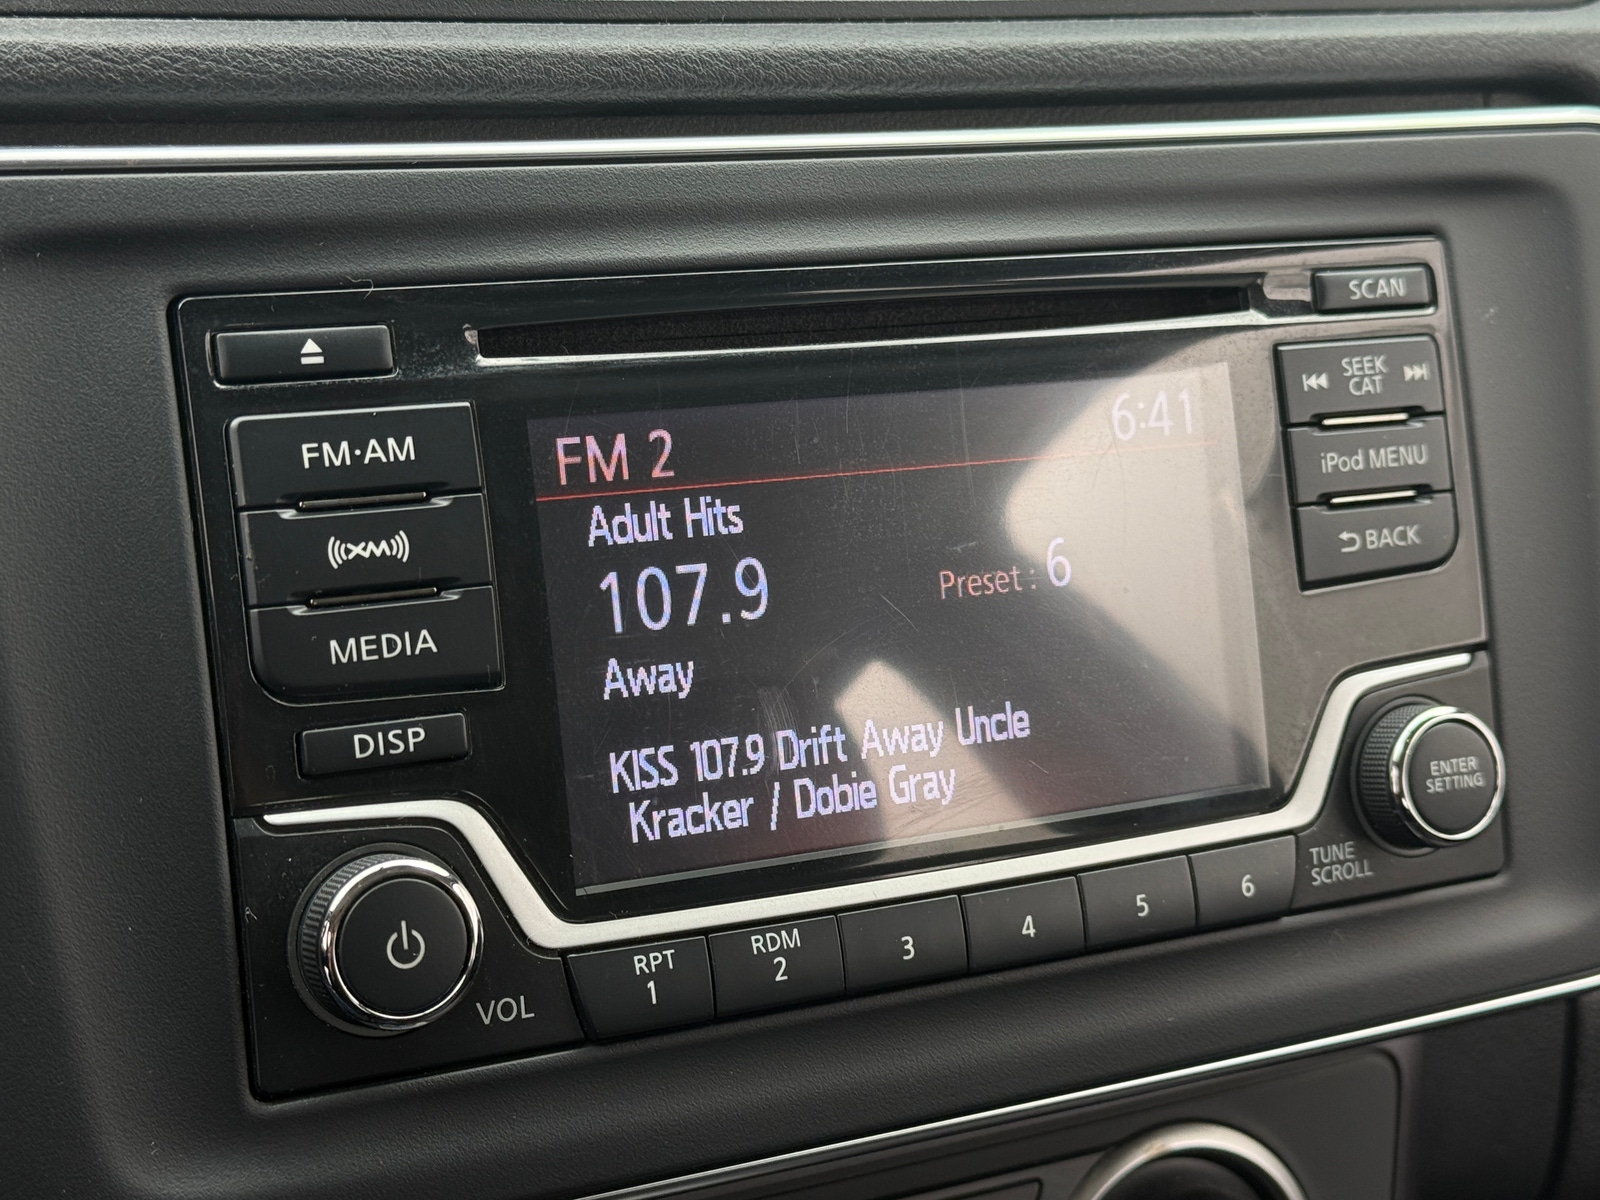 SCAN
SEEK
CAT
FM·AM
6:41
FM 2
iPod MENU
Adult Hits
BACK
((XM))
107.9
Preset : 6
MEDIA
Away
DISP
KISS 107.9 Drift Away Uncle
Kracker / Dobie Gray
ENTER
SETTING
TUNE
SCROLL
VOL
RPT
1
RDM
2
3
4
5
6